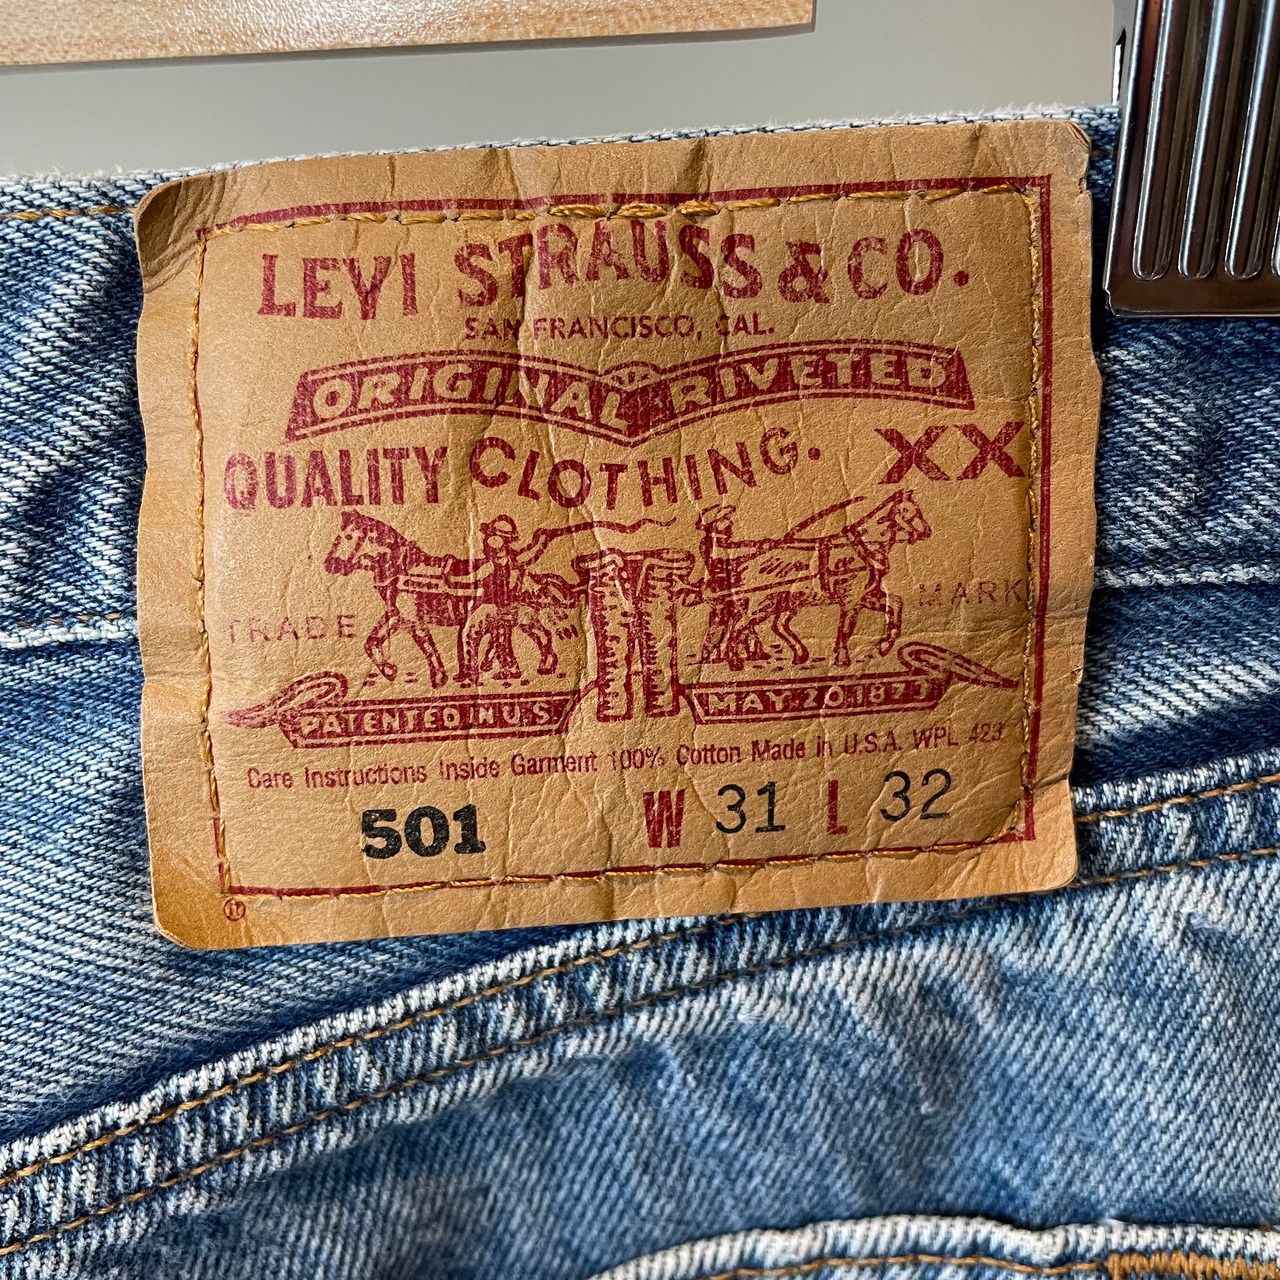 LEVI STRAUSS & CO.
SAN FRANCISCO, CAL.
ORIGINAL RIVETED
QUALITY CLOTHING. XX
TRADE MARK
PATENTED IN U.S. MAY 20 1873
Care Instructions Inside Garment 100% Cotton Made in U.S.A. WPL 423
501 W 31 L 32
®